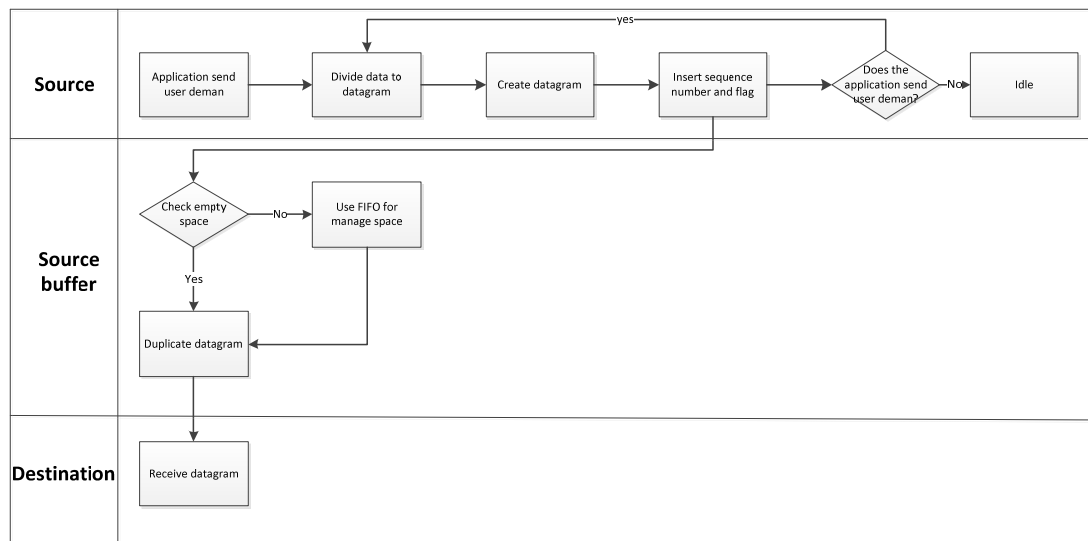 yes
Source
Application send
user deman
Divide data to
datagram
Create datagram
Insert sequence
number and flag
Does the
application send
user deman?
No
Idle
Source
buffer
Check empty
space
No
Use FIFO for
manage space
Yes
Duplicate datagram
Destination
Receive datagram